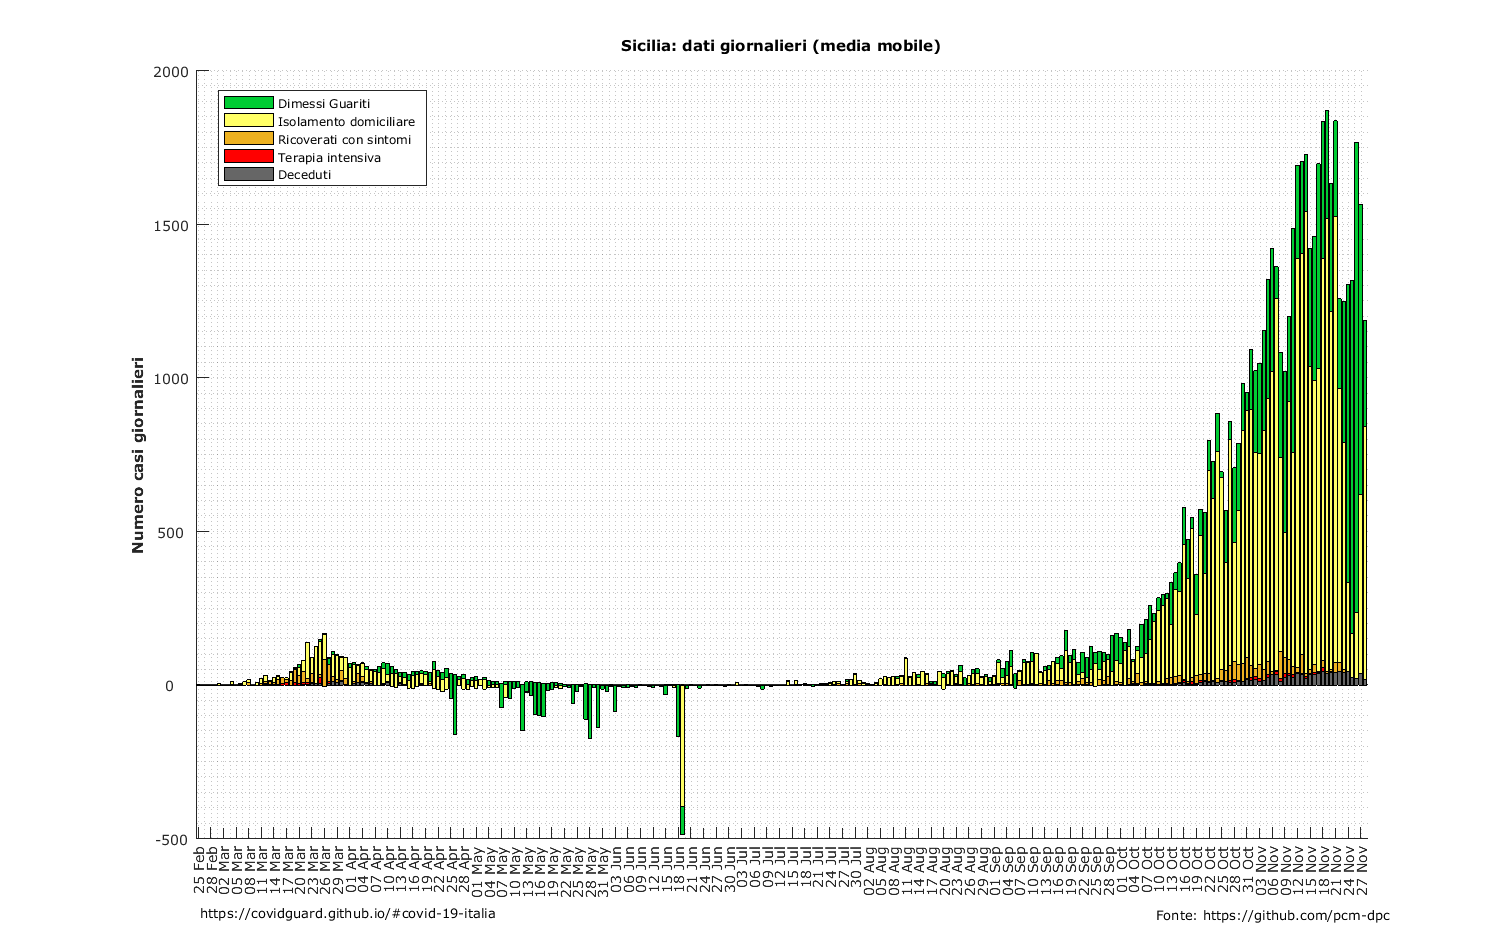 Sicilia: dati giornalieri (media mobile)
2000
1500
1000
500
0
-500
Numero casi giornalieri
Dimessi Guariti
Isolamento domiciliare
Ricoverati con sintomi
Terapia intensiva
Deceduti
25 Feb
28 Feb
02 Mar
05 Mar
08 Mar
11 Mar
14 Mar
17 Mar
20 Mar
23 Mar
26 Mar
29 Mar
01 Apr
04 Apr
07 Apr
10 Apr
13 Apr
16 Apr
19 Apr
22 Apr
25 Apr
28 Apr
01 May
04 May
07 May
10 May
13 May
16 May
19 May
22 May
25 May
28 May
31 May
03 Jun
06 Jun
09 Jun
12 Jun
15 Jun
18 Jun
21 Jun
24 Jun
27 Jun
30 Jun
03 Jul
06 Jul
09 Jul
12 Jul
15 Jul
18 Jul
21 Jul
24 Jul
27 Jul
30 Jul
02 Aug
05 Aug
08 Aug
11 Aug
14 Aug
17 Aug
20 Aug
23 Aug
26 Aug
29 Aug
01 Sep
04 Sep
07 Sep
10 Sep
13 Sep
16 Sep
19 Sep
22 Sep
25 Sep
28 Sep
01 Oct
04 Oct
07 Oct
10 Oct
13 Oct
16 Oct
19 Oct
22 Oct
25 Oct
28 Oct
31 Oct
03 Nov
06 Nov
09 Nov
12 Nov
15 Nov
18 Nov
21 Nov
24 Nov
27 Nov
https://covidguard.github.io/#covid-19-italia
Fonte: https://github.com/pcm-dpc